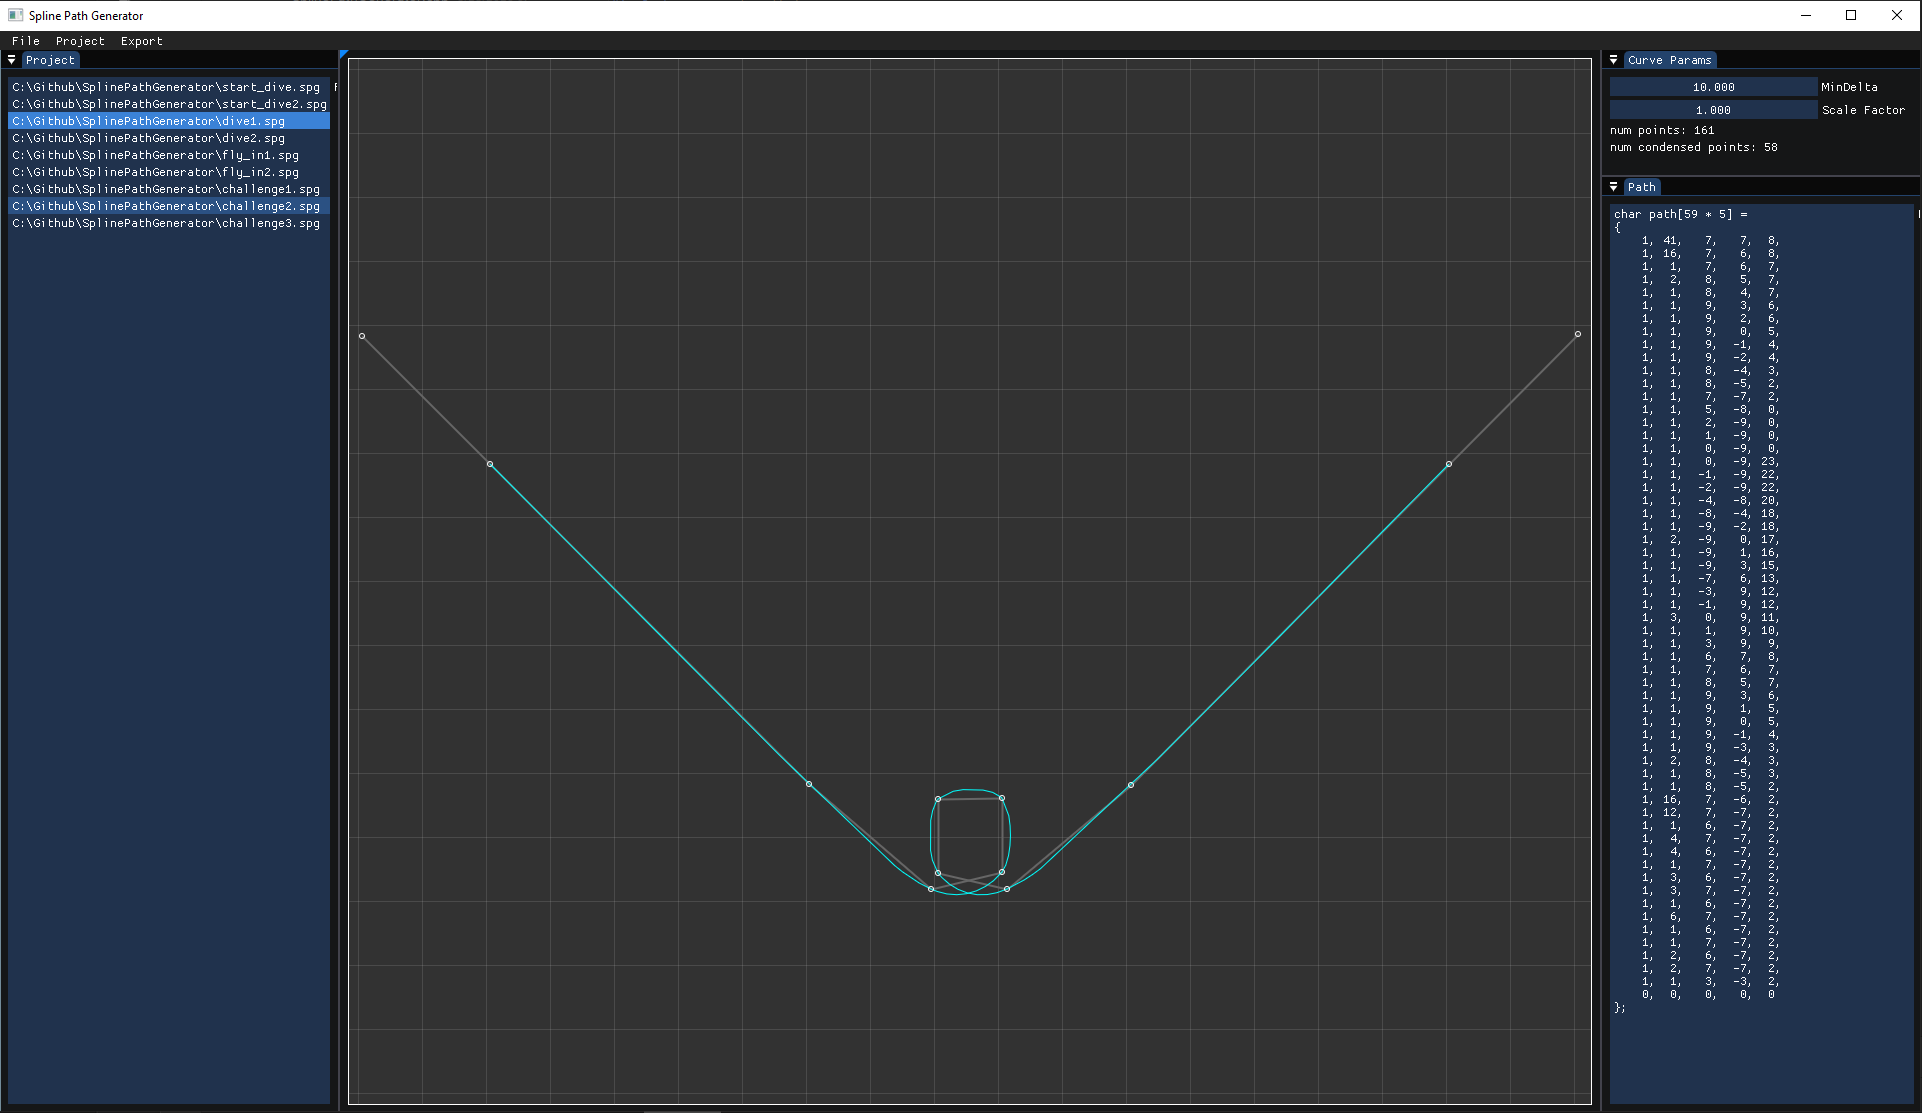 Spline Path Generator
File Project Export
Project
C:\Github\SplinePathGenerator\start_dive.spg
C:\Github\SplinePathGenerator\start_dive2.spg
C:\Github\SplinePathGenerator\dive1.spg
C:\Github\SplinePathGenerator\dive2.spg
C:\Github\SplinePathGenerator\fly_in1.spg
C:\Github\SplinePathGenerator\fly_in2.spg
C:\Github\SplinePathGenerator\challenge1.spg
C:\Github\SplinePathGenerator\challenge2.spg
C:\Github\SplinePathGenerator\challenge3.spg
Curve Params
10.000 MinDelta
1.000 Scale Factor
num points: 161
num condensed points: 58
Path
char path[59 * 5] =
{
1, 41, 7, 7, 8,
1, 16, 7, 6, 8,
1, 1, 7, 6, 7,
1, 2, 8, 5, 7,
1, 1, 8, 4, 7,
1, 1, 9, 3, 6,
1, 1, 9, 2, 6,
1, 1, 9, 0, 5,
1, 1, 9, -1, 4,
1, 1, 9, -2, 4,
1, 1, 8, -4, 3,
1, 1, 8, -5, 2,
1, 1, 7, -7, 2,
1, 1, 5, -8, 0,
1, 1, 2, -9, 0,
1, 1, 1, -9, 0,
1, 1, 0, -9, 0,
1, 1, 0, -9, 23,
1, 1, -1, -9, 22,
1, 1, -2, -9, 22,
1, 1, -4, -8, 20,
1, 1, -8, -4, 18,
1, 1, -9, -2, 18,
1, 2, -9, 0, 17,
1, 1, -9, 1, 16,
1, 1, -9, 3, 15,
1, 1, -7, 6, 13,
1, 1, -3, 9, 12,
1, 1, -1, 9, 12,
1, 3, 0, 9, 11,
1, 1, 1, 9, 10,
1, 1, 3, 9, 9,
1, 1, 6, 7, 8,
1, 1, 7, 6, 7,
1, 1, 8, 5, 7,
1, 1, 9, 3, 6,
1, 1, 9, 1, 5,
1, 1, 9, 0, 5,
1, 1, 9, -1, 4,
1, 1, 9, -3, 3,
1, 2, 8, -4, 3,
1, 1, 8, -5, 3,
1, 1, 8, -5, 2,
1, 16, 7, -6, 2,
1, 12, 7, -7, 2,
1, 1, 6, -7, 2,
1, 4, 7, -7, 2,
1, 4, 6, -7, 2,
1, 1, 7, -7, 2,
1, 3, 6, -7, 2,
1, 3, 7, -7, 2,
1, 1, 6, -7, 2,
1, 6, 7, -7, 2,
1, 1, 6, -7, 2,
1, 1, 7, -7, 2,
1, 2, 6, -7, 2,
1, 2, 7, -7, 2,
1, 1, 3, -3, 2,
0, 0, 0, 0, 0
};